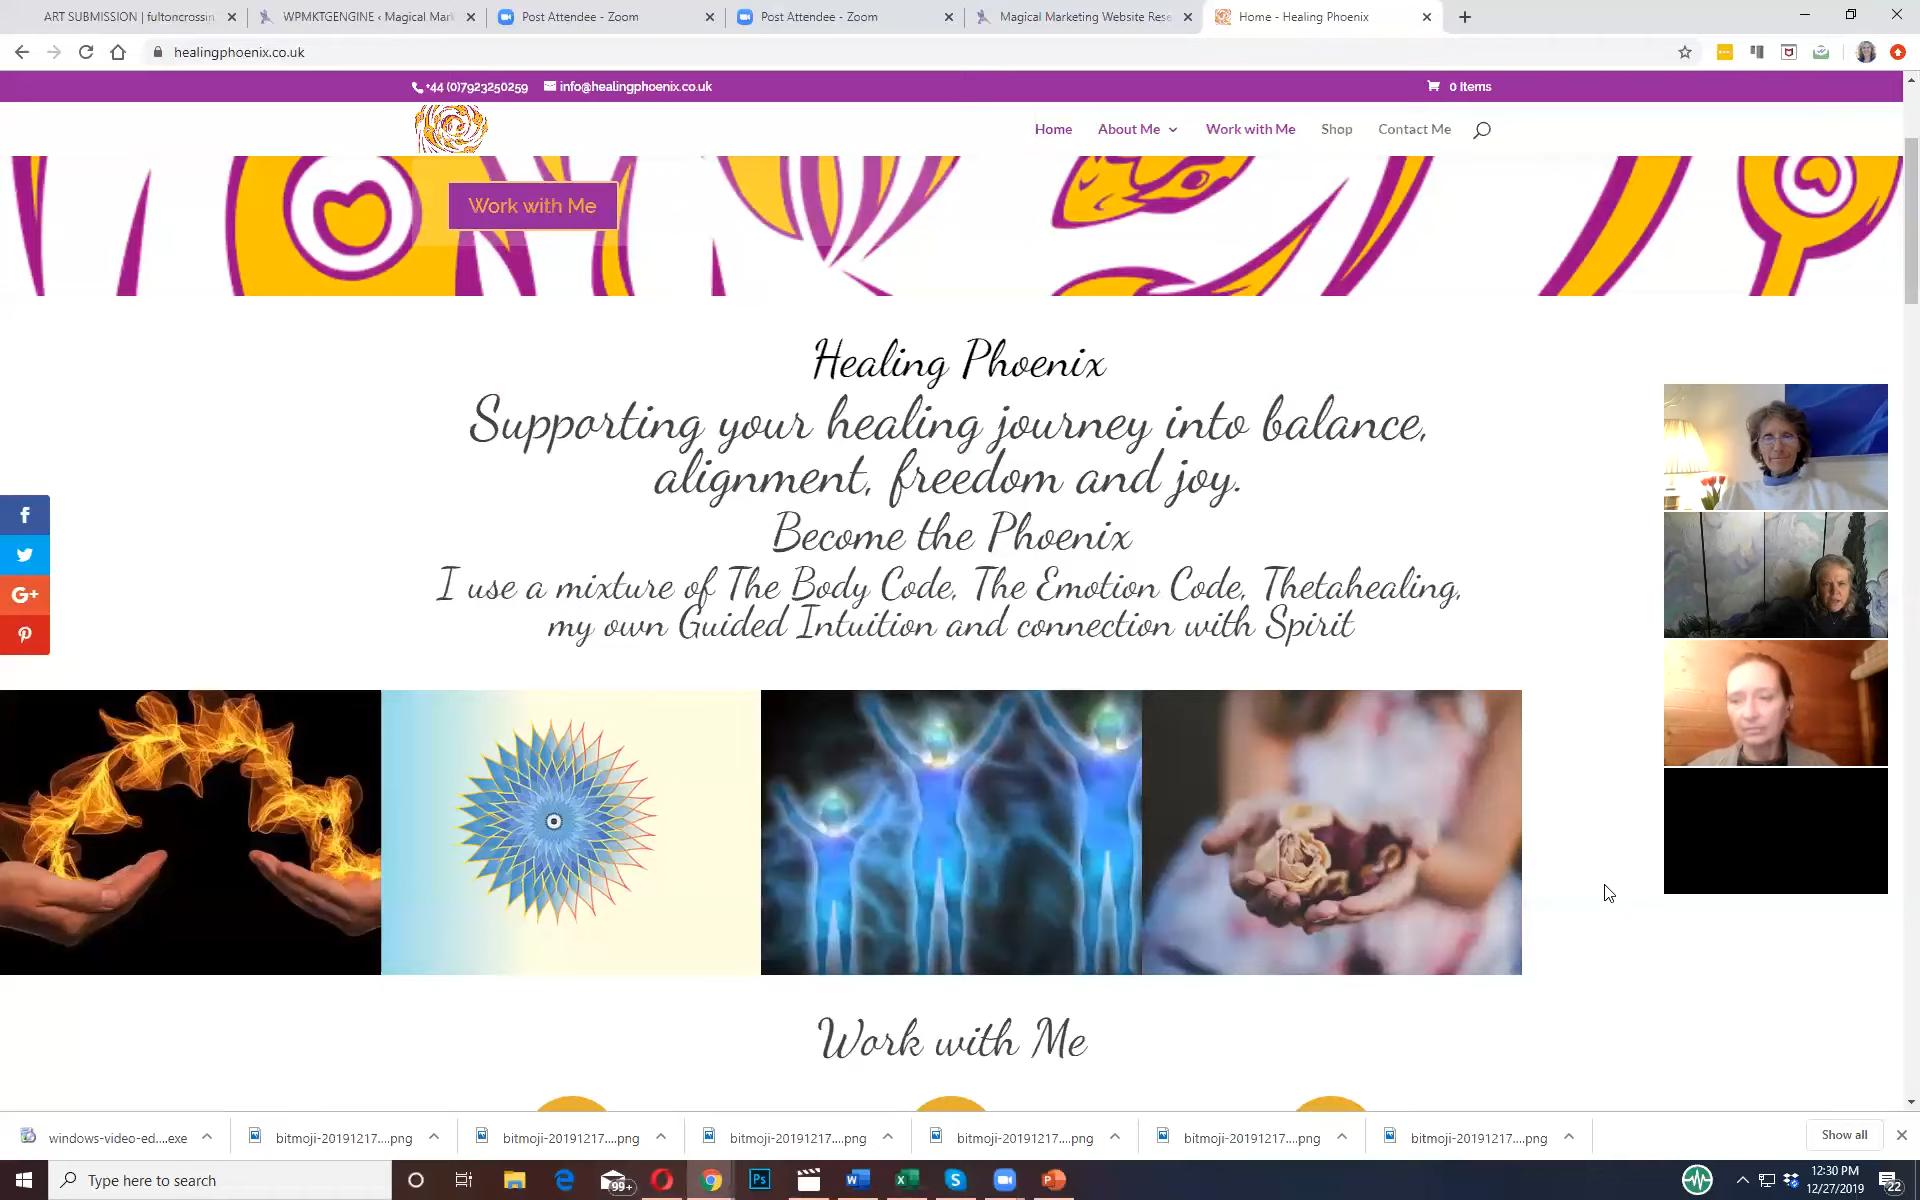 ART SUBMISSION | fultoncrossin
WPMKTGENGINE ‹ Magical Mark
Post Attendee - Zoom
Post Attendee - Zoom
Magical Marketing Website Rese
Home - Healing Phoenix
healingphoenix.co.uk
+44 (0)7923250259
info@healingphoenix.co.uk
0 Items
Home
About Me
Work with Me
Shop
Contact Me
Work with Me
Healing Phoenix
Supporting your healing journey into balance,
alignment, freedom and joy.
Become the Phoenix
I use a mixture of The Body Code, The Emotion Code, Thetahealing,
my own Guided Intuition and connection with Spirit
Work with Me
windows-video-ed....exe
bitmoji-20191217....png
bitmoji-20191217....png
bitmoji-20191217....png
bitmoji-20191217....png
bitmoji-20191217....png
bitmoji-20191217....png
Show all
Type here to search
99+
12:30 PM
12/27/2019
22